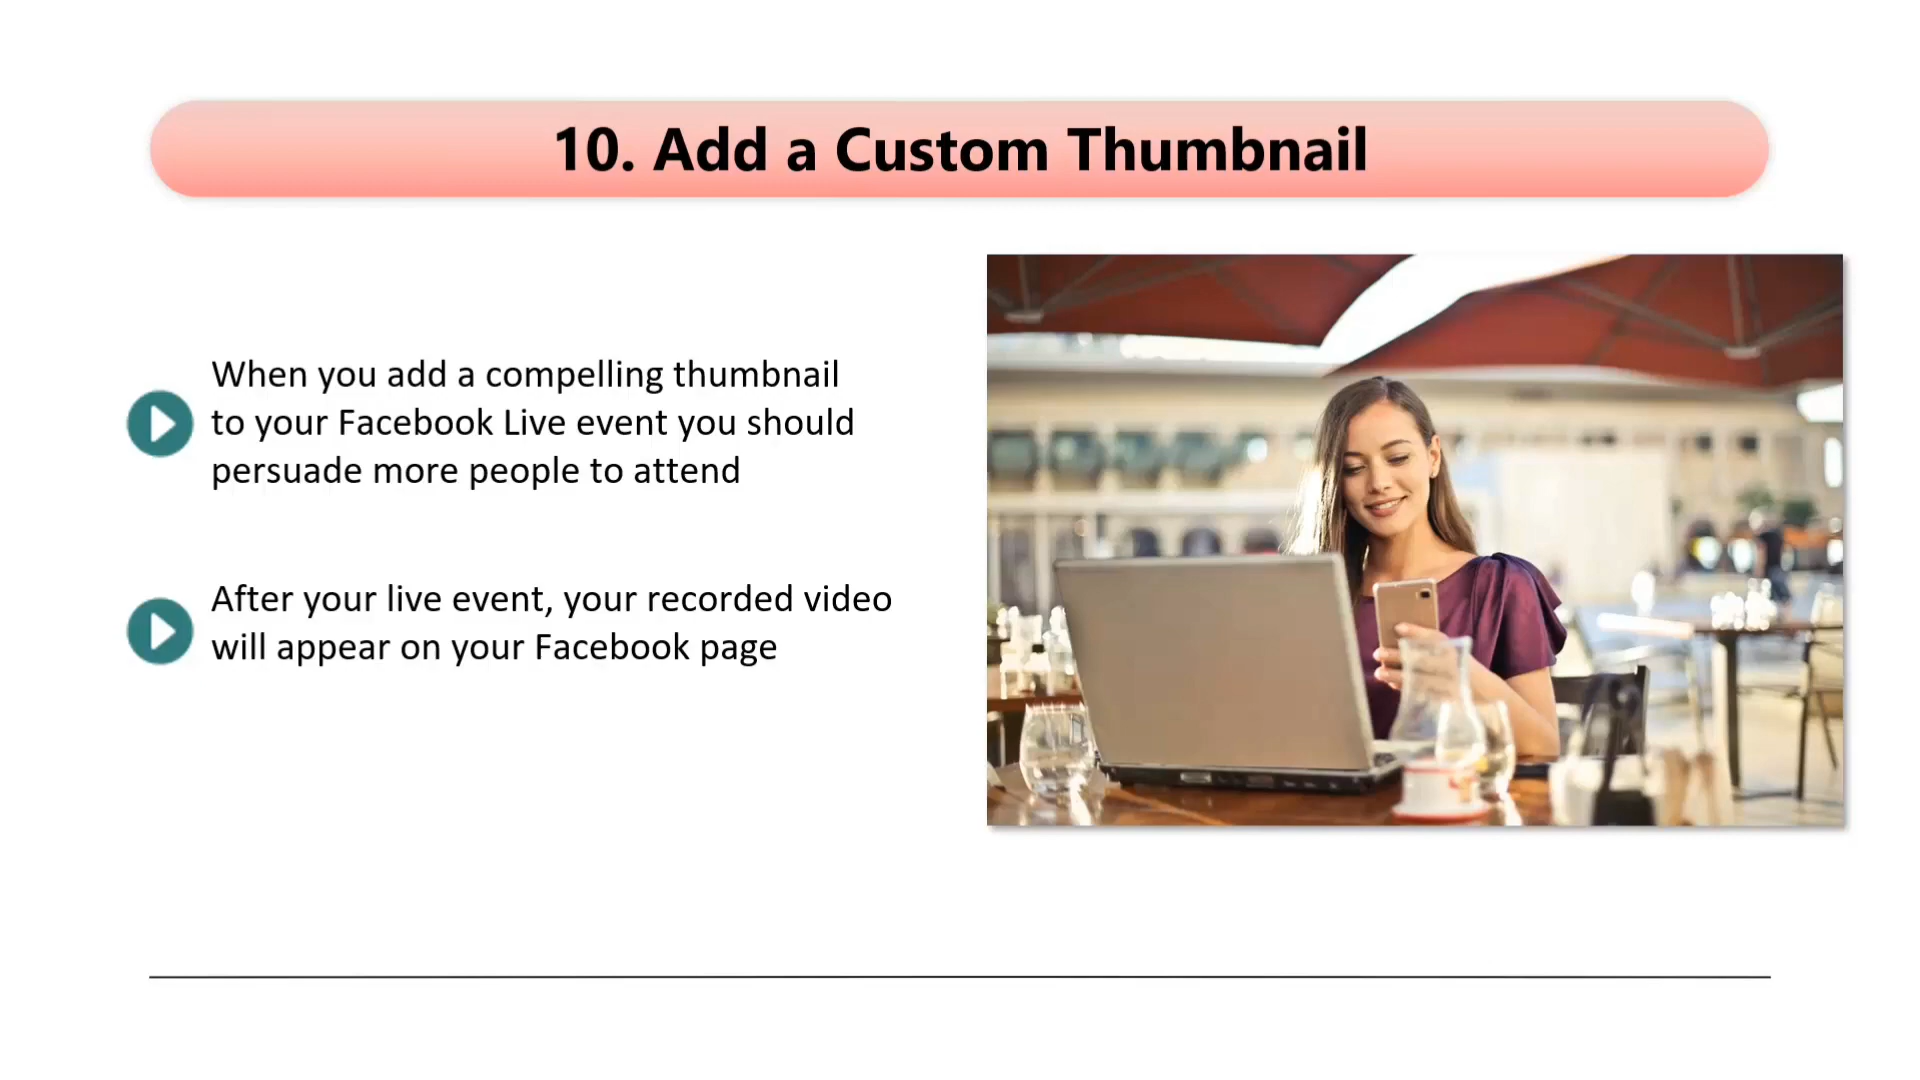 10. Add a Custom Thumbnail
When you add a compelling thumbnail
to your Facebook Live event you should
persuade more people to attend
After your live event, your recorded video
will appear on your Facebook page